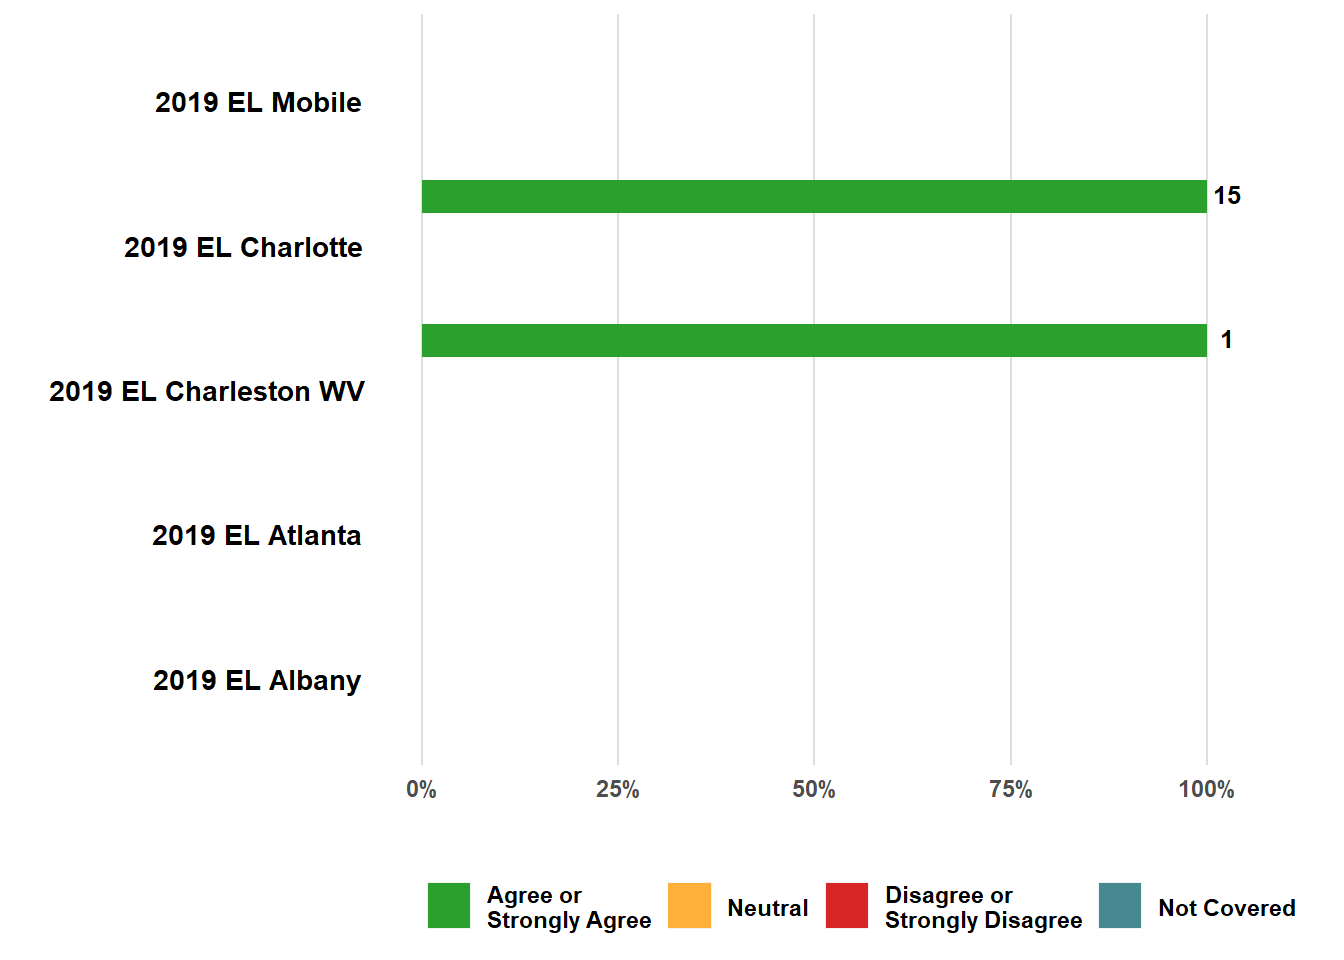 2019 EL Mobile
15
2019 EL Charlotte
1
2019 EL Charleston WV
2019 EL Atlanta
2019 EL Albany
0% 25% 50% 75% 100%
Agree or
Strongly Agree
Neutral
Disagree or
Strongly Disagree
Not Covered